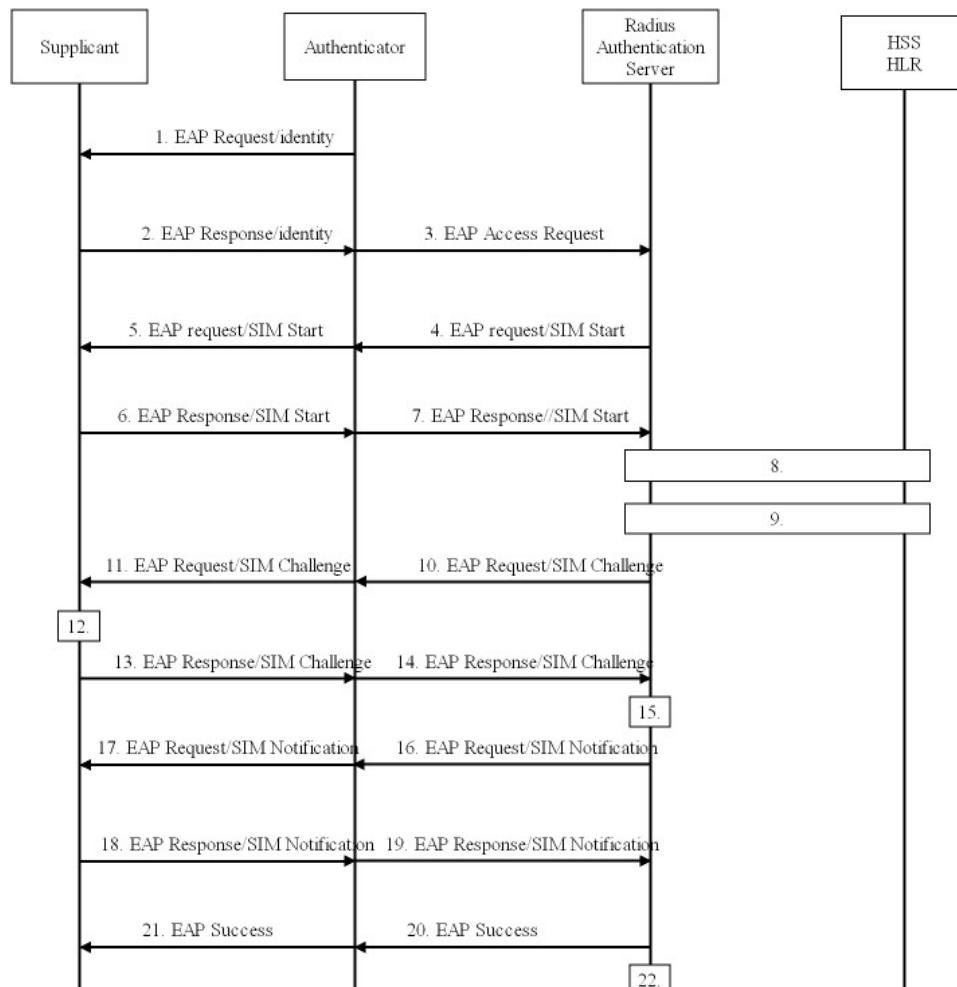 Supplicant
Authenticator
Radius
Authentication
Server
HSS
HLR
1. EAP Request/identity
2. EAP Response/identity
3. EAP Access Request
5. EAP request/SIM Start
4. EAP request/SIM Start
6. EAP Response/SIM Start
7. EAP Response//SIM Start
8.
9.
11. EAP Request/SIM Challenge
10. EAP Request/SIM Challenge
12.
13. EAP Response/SIM Challenge
14. EAP Response/SIM Challenge
15.
17. EAP Request/SIM Notification
16. EAP Request/SIM Notification
18. EAP Response/SIM Notification
19. EAP Response/SIM Notification
21. EAP Success
20. EAP Success
22.